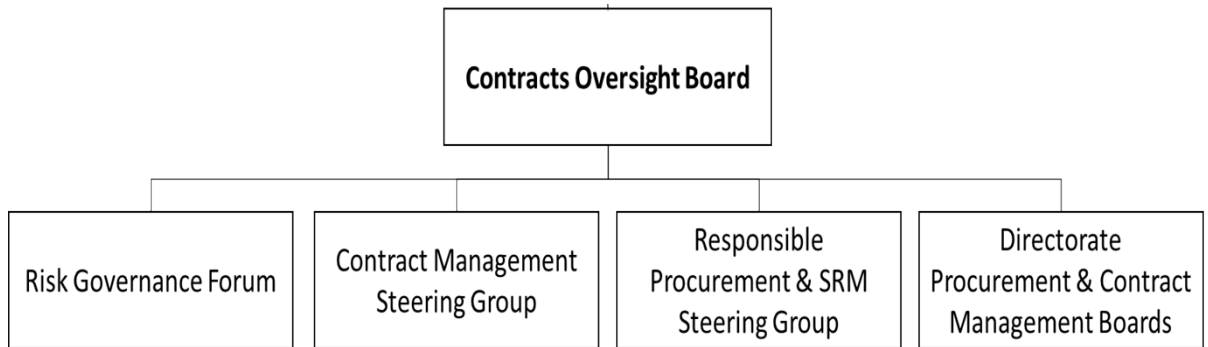 Contracts Oversight Board
Risk Governance Forum
Contract Management
Steering Group
Responsible
Procurement & SRM
Steering Group
Directorate
Procurement & Contract
Management Boards